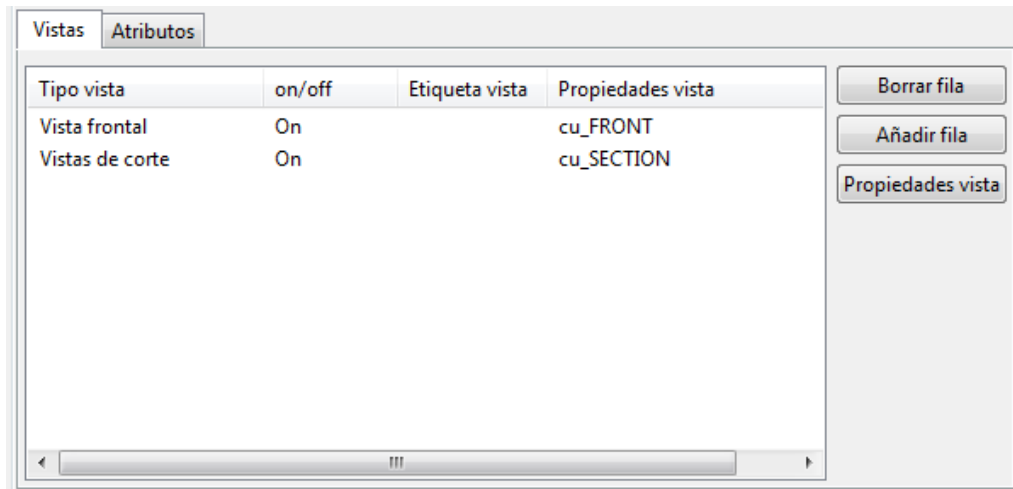 Vistas Atributos
Tipo vista on/off Etiqueta vista Propiedades vista
Vista frontal On cu_FRONT
Vistas de corte On cu_SECTION
Borrar fila
Añadir fila
Propiedades vista